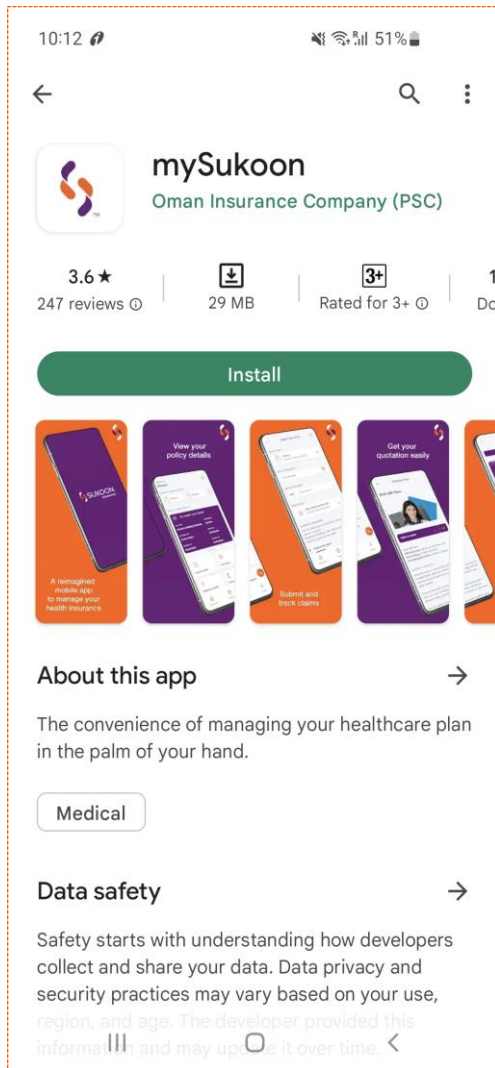 10:12
51%
mySukoon
Oman Insurance Company (PSC)
3.6★
247 reviews
29 MB
3+
Rated for 3+
1
Do
Install
SUKOON
A reimagined
mobile app
to manage your
health insurance
View your
policy details
Submit and
track claims
Get your
quotation easily
About this app
The convenience of managing your healthcare plan
in the palm of your hand.
Medical
Data safety
Safety starts with understanding how developers
collect and share your data. Data privacy and
security practices may vary based on your use,
region, and age. The developer provided this
information and may update it over time.